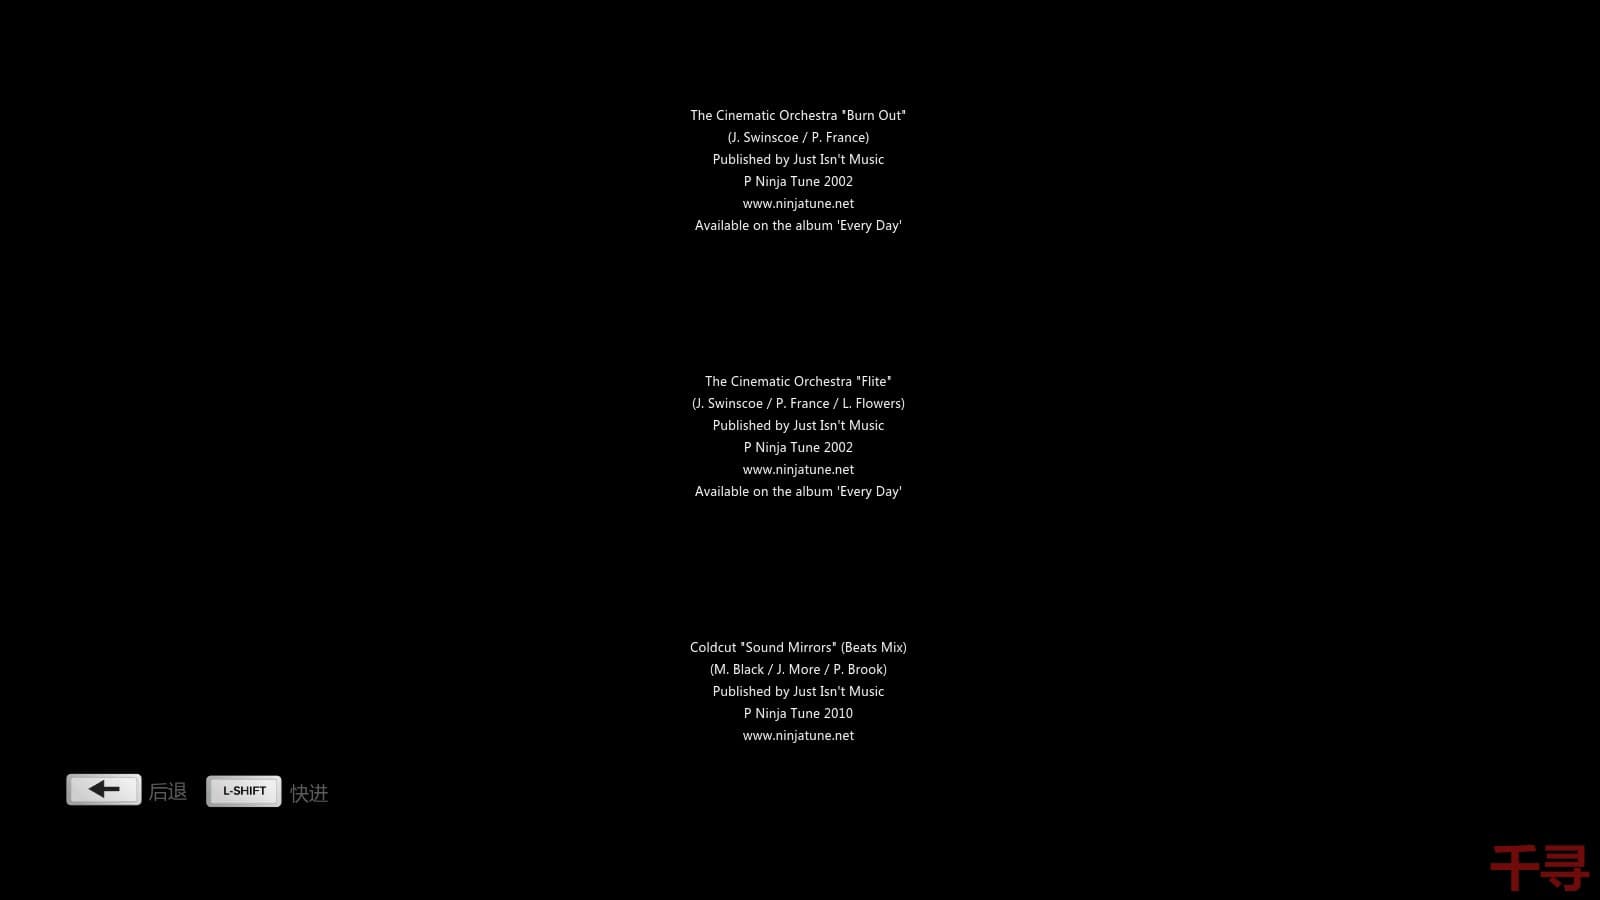 The Cinematic Orchestra "Burn Out"
(J. Swinscoe / P. France)
Published by Just Isn't Music
P Ninja Tune 2002
www.ninjatune.net
Available on the album 'Every Day'
The Cinematic Orchestra "Flite"
(J. Swinscoe / P. France / L. Flowers)
Published by Just Isn't Music
P Ninja Tune 2002
www.ninjatune.net
Available on the album 'Every Day'
Coldcut "Sound Mirrors" (Beats Mix)
(M. Black / J. More / P. Brook)
Published by Just Isn't Music
P Ninja Tune 2010
www.ninjatune.net
后退 L-SHIFT 快进
千寻